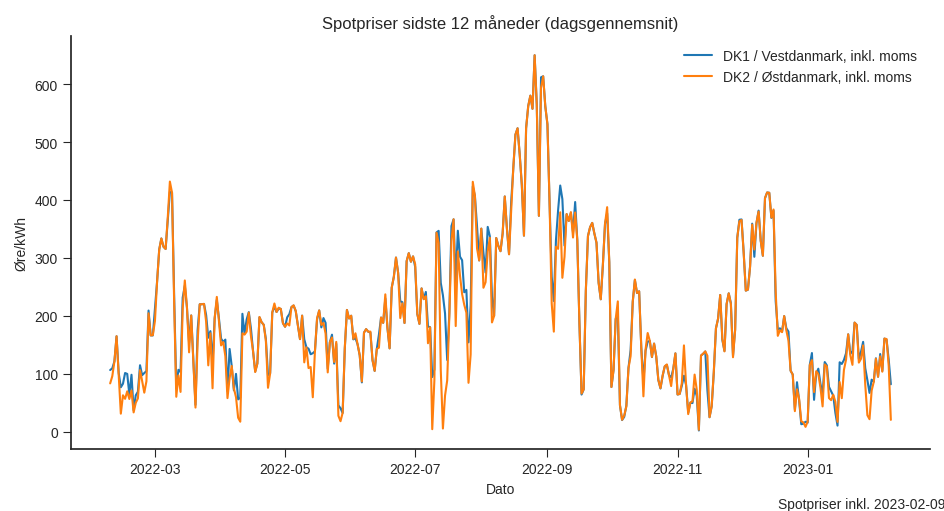 Spotpriser sidste 12 måneder (dagsgennemsnit)
DK1 / Vestdanmark, inkl. moms
DK2 / Østdanmark, inkl. moms
Øre/kWh
600
500
400
300
200
100
0
2022-03 2022-05 2022-07 2022-09 2022-11 2023-01
Dato
Spotpriser inkl. 2023-02-09